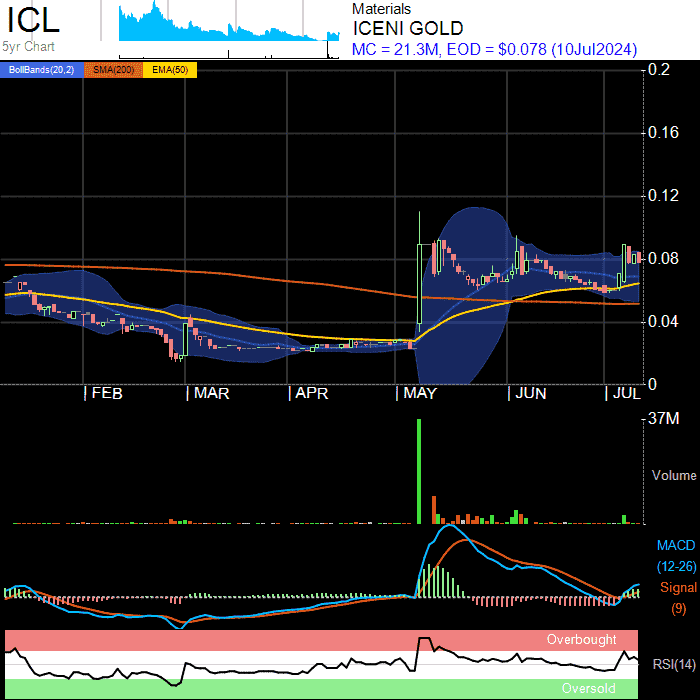 ICL
5yr Chart
Materials
ICENI GOLD
MC = 21.3M, EOD = $0.078 (10Jul2024)
BollBands(20,2) SMA(200) EMA(50)
0.2
0.16
0.12
0.08
0.04
0
FEB MAR APR MAY JUN JUL
37M
Volume
MACD
(12-26)
Signal
(9)
Overbought
RSI(14)
Oversold